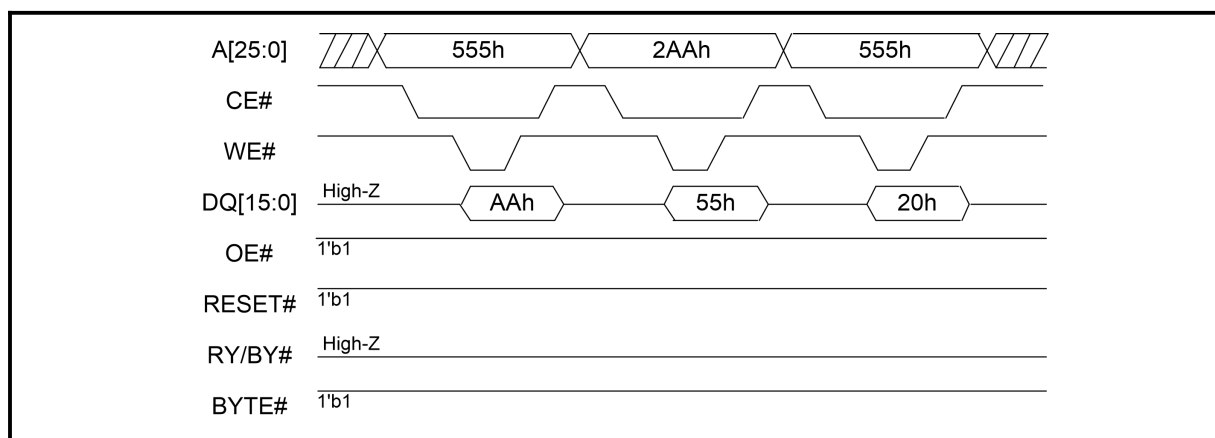 A[25:0] 555h 2AAh 555h
CE#
WE#
DQ[15:0] High-Z AAh 55h 20h
OE# 1'b1
RESET# 1'b1
RY/BY# High-Z
BYTE# 1'b1